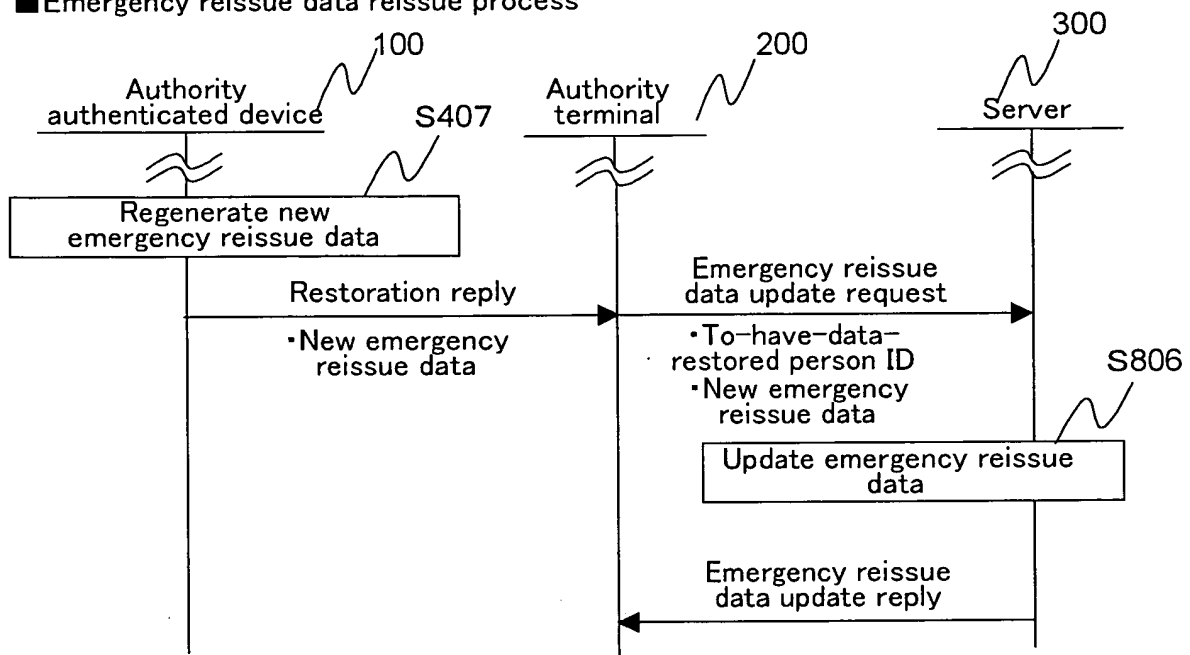 ■Emergency reissue data reissue process
100
200
300
Authority
authenticated device
Authority
terminal
Server
S407
Regenerate new
emergency reissue data
Restoration reply
・New emergency
reissue data
Emergency reissue
data update request
・To-have-data-
restored person ID
・New emergency
reissue data
S806
Update emergency reissue
data
Emergency reissue
data update reply